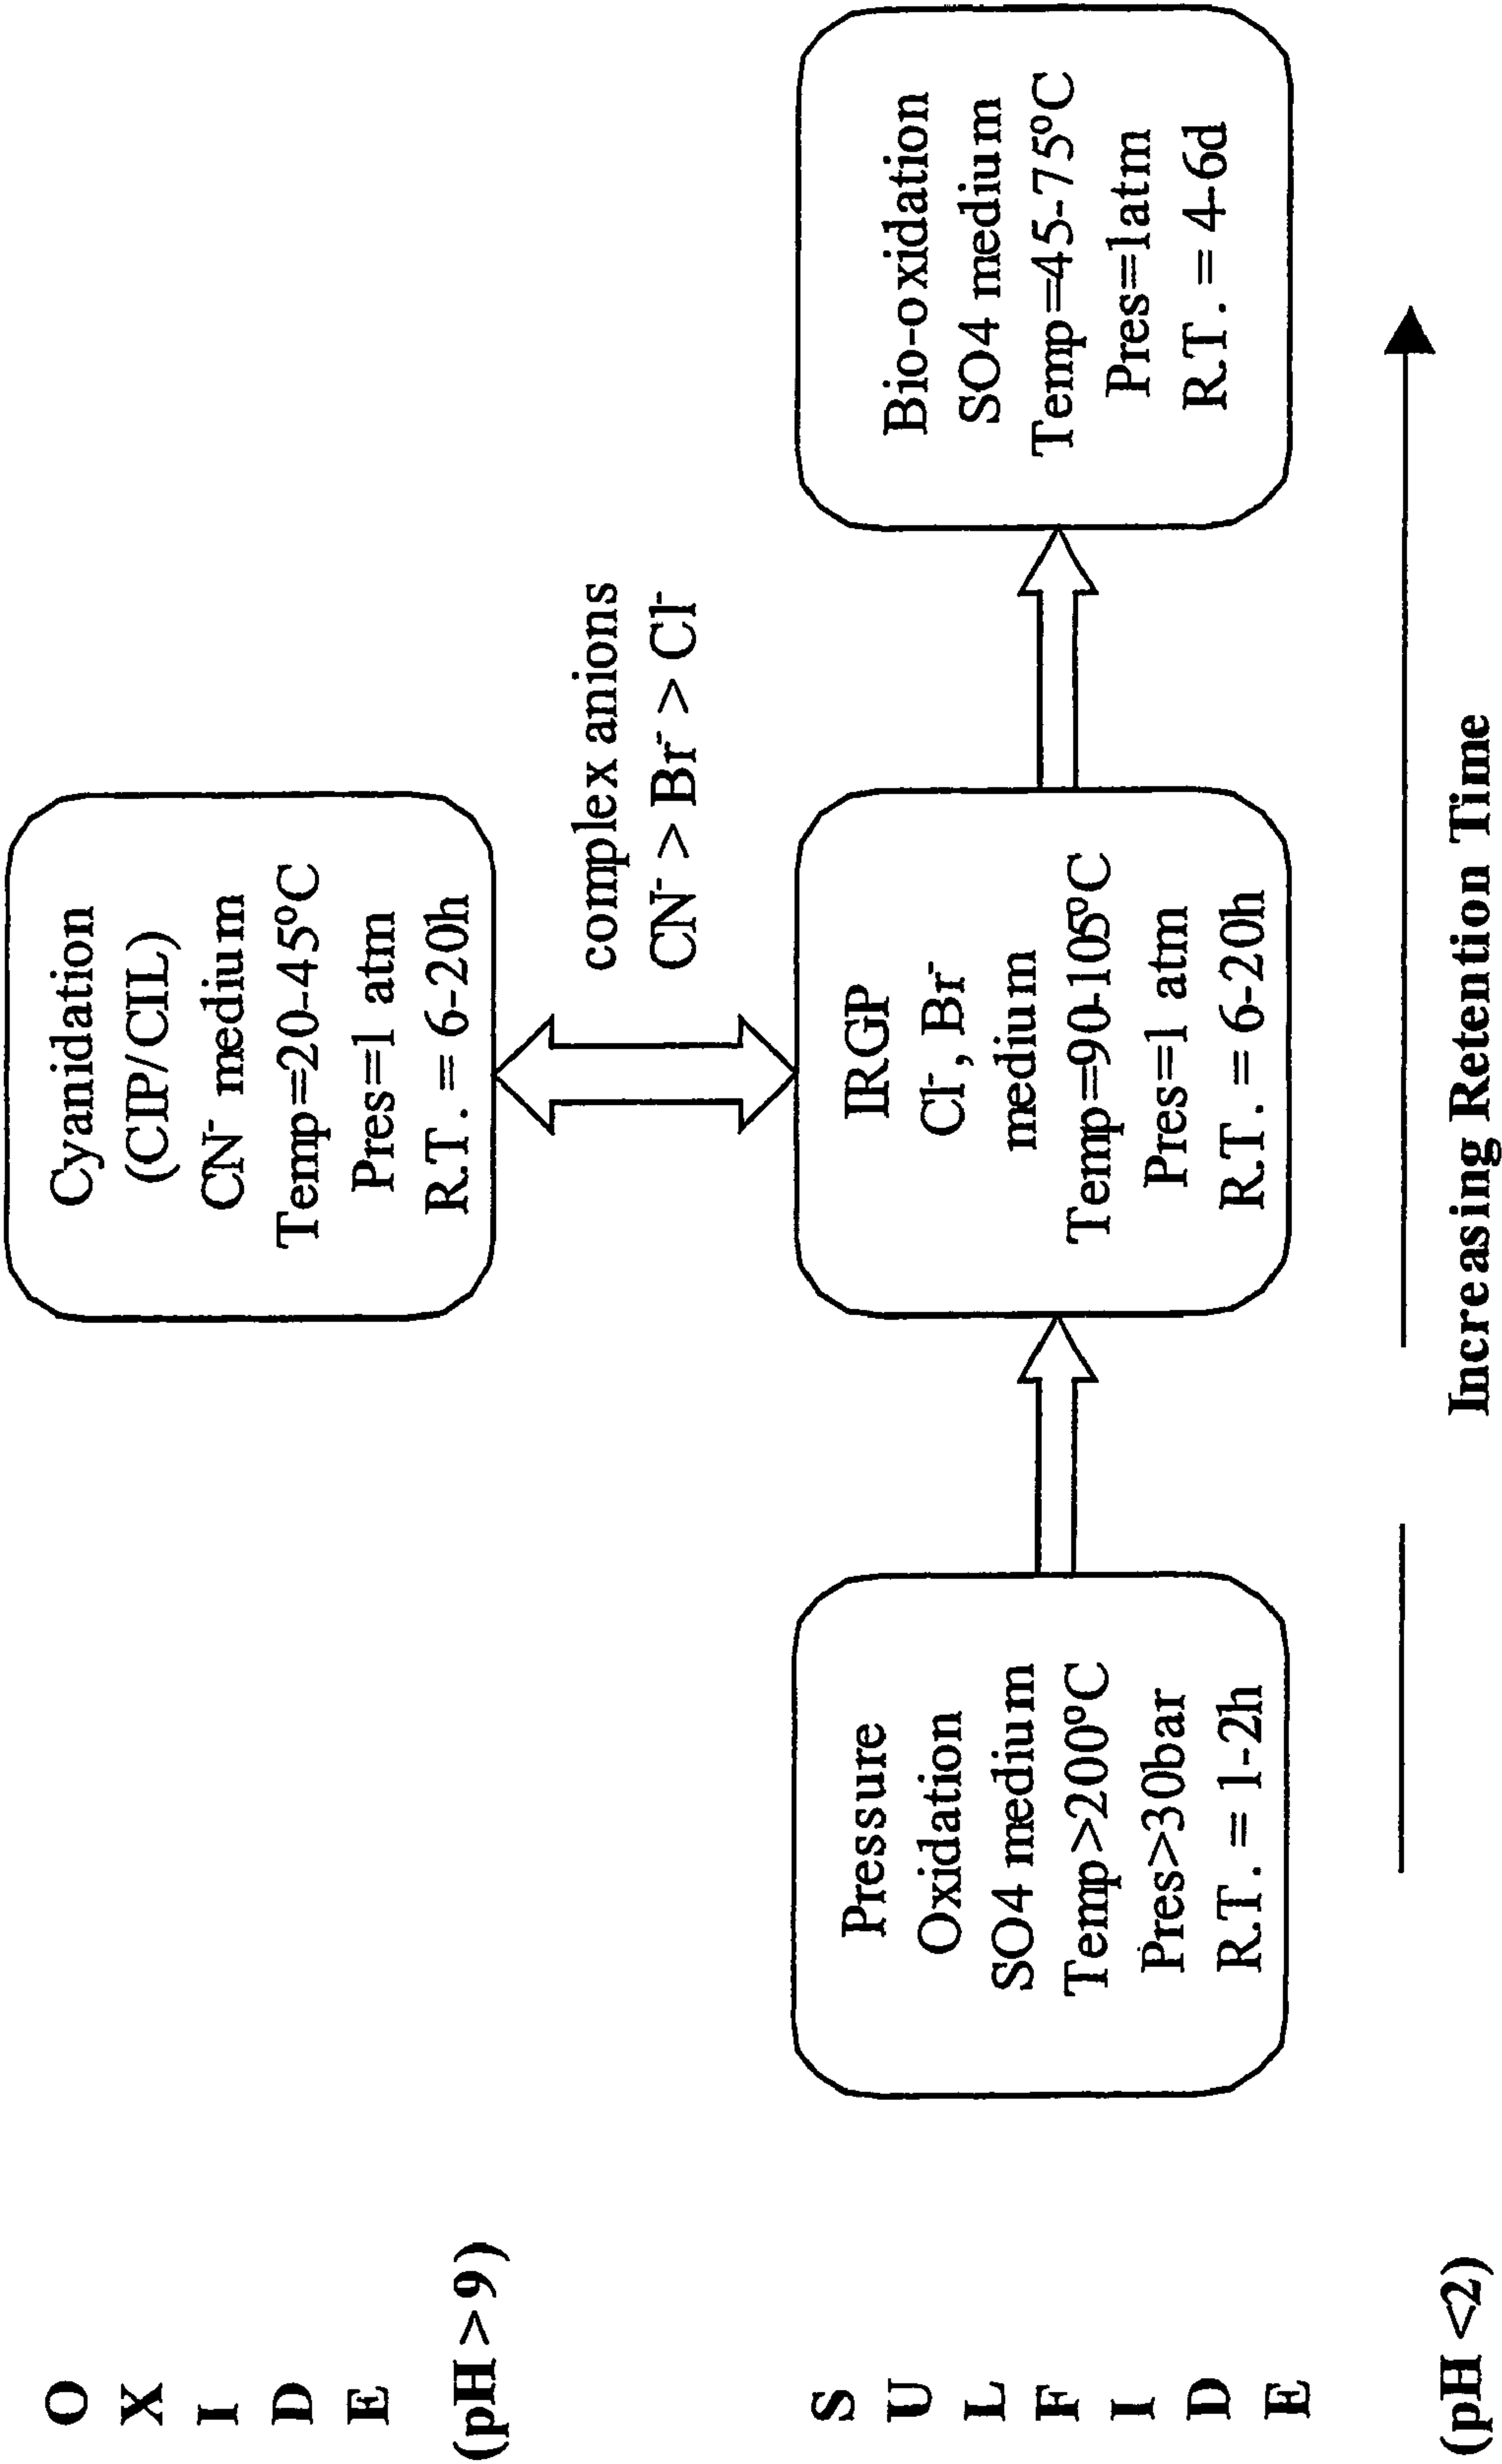 O
X
I
D
E
(pH > 9)
Cyanidation
(CIP/CIL)
CN⁻ medium
Temp=20-45°C
Pres=1 atm
R.T. = 6-20h
complex anions
CN⁻ > Br⁻ > Cl⁻
S
U
L
F
I
D
E
(pH <2)
Pressure
Oxidation
SO4 medium
Temp>200°C
Pres>30bar
R.T. = 1-2h
IRGP
Cl⁻, Br⁻
medium
Temp=90-105°C
Pres=1 atm
R.T. = 6-20h
Bio-oxidation
SO4 medium
Temp=45-75°C
Pres=1atm
R.T. = 4-6d
Increasing Retention Time